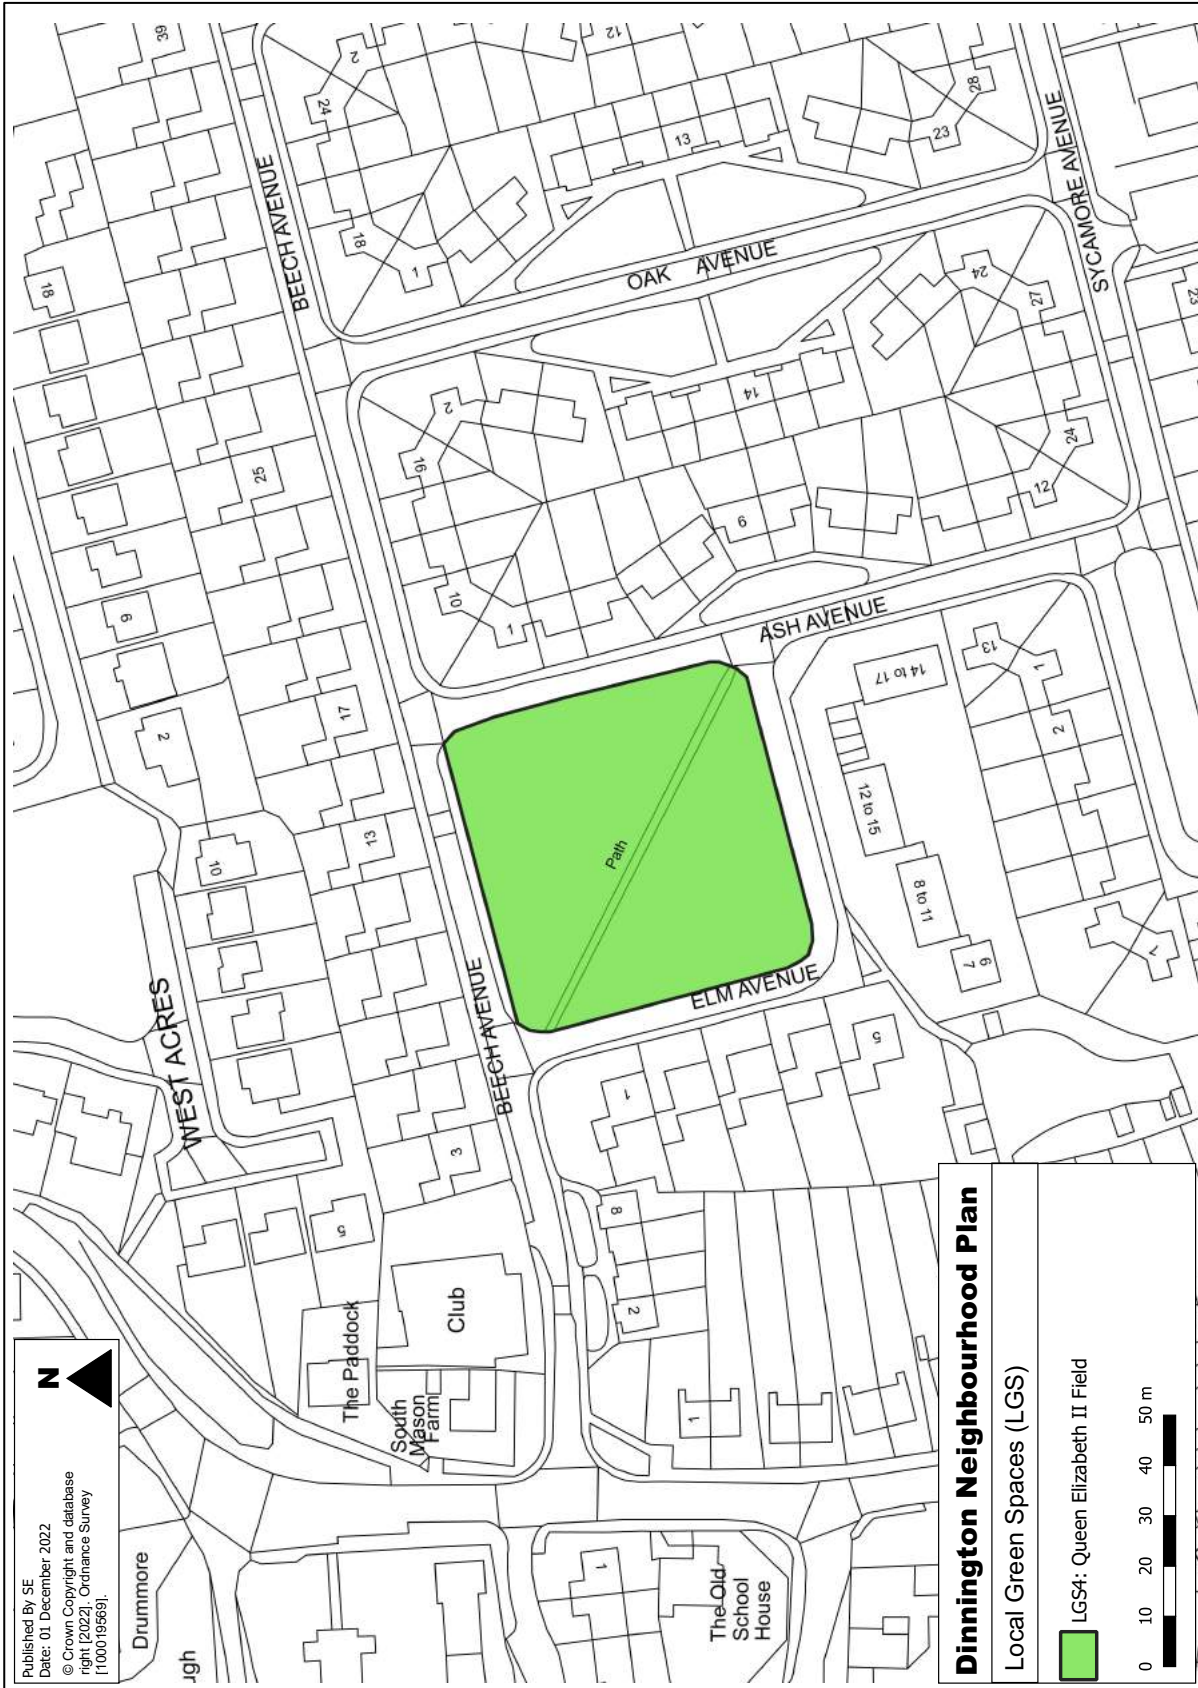 Published By SE
Date: 01 December 2022
© Crown Copyright and database
right [2022]. Ordnance Survey
[100019569].
N
Drummore
ugh
The Paddock
South
Mason
Farm
Club
5
WEST ACRES
10
2
6
18
39
3
13
17
25
BEECH AVENUE
BEECH AVENUE
8
2
1
1
The Old
School
House
1
5
ELM AVENUE
Path
ASH AVENUE
10
1
16
2
6
14
12
24
24
27
OAK AVENUE
18
1
24
2
13
12
23
28
SYCAMORE AVENUE
23
14 to 17
12 to 15
8 to 11
6
7
13
1
2
1
Dinnington Neighbourhood Plan
Local Green Spaces (LGS)
LGS4: Queen Elizabeth II Field
0 10 20 30 40 50 m